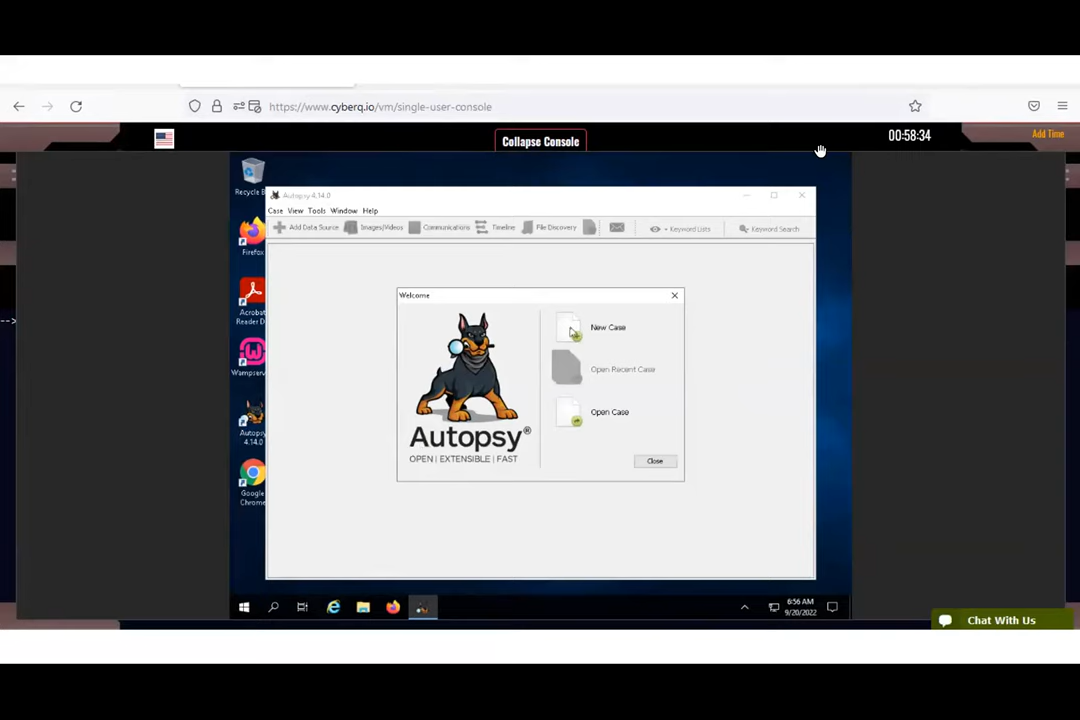 https://www.cyberq.io/vm/single-user-console
Collapse Console
00:58:34
Add Time
Recycle B
Autopsy 4.14.0
Case View Tools Window Help
Add Data Source Images/Videos Communications Timeline File Discovery + Keyword Lists Keyword Search
Firefox
Welcome
New Case
Acrobat
Reader D
Open Recent Case
Wampserv
Open Case
Autopsy
4.14.0
Autopsy®
OPEN | EXTENSIBLE | FAST
Close
Google
Chrome
-->
6:56 AM
9/20/2022
Chat With Us